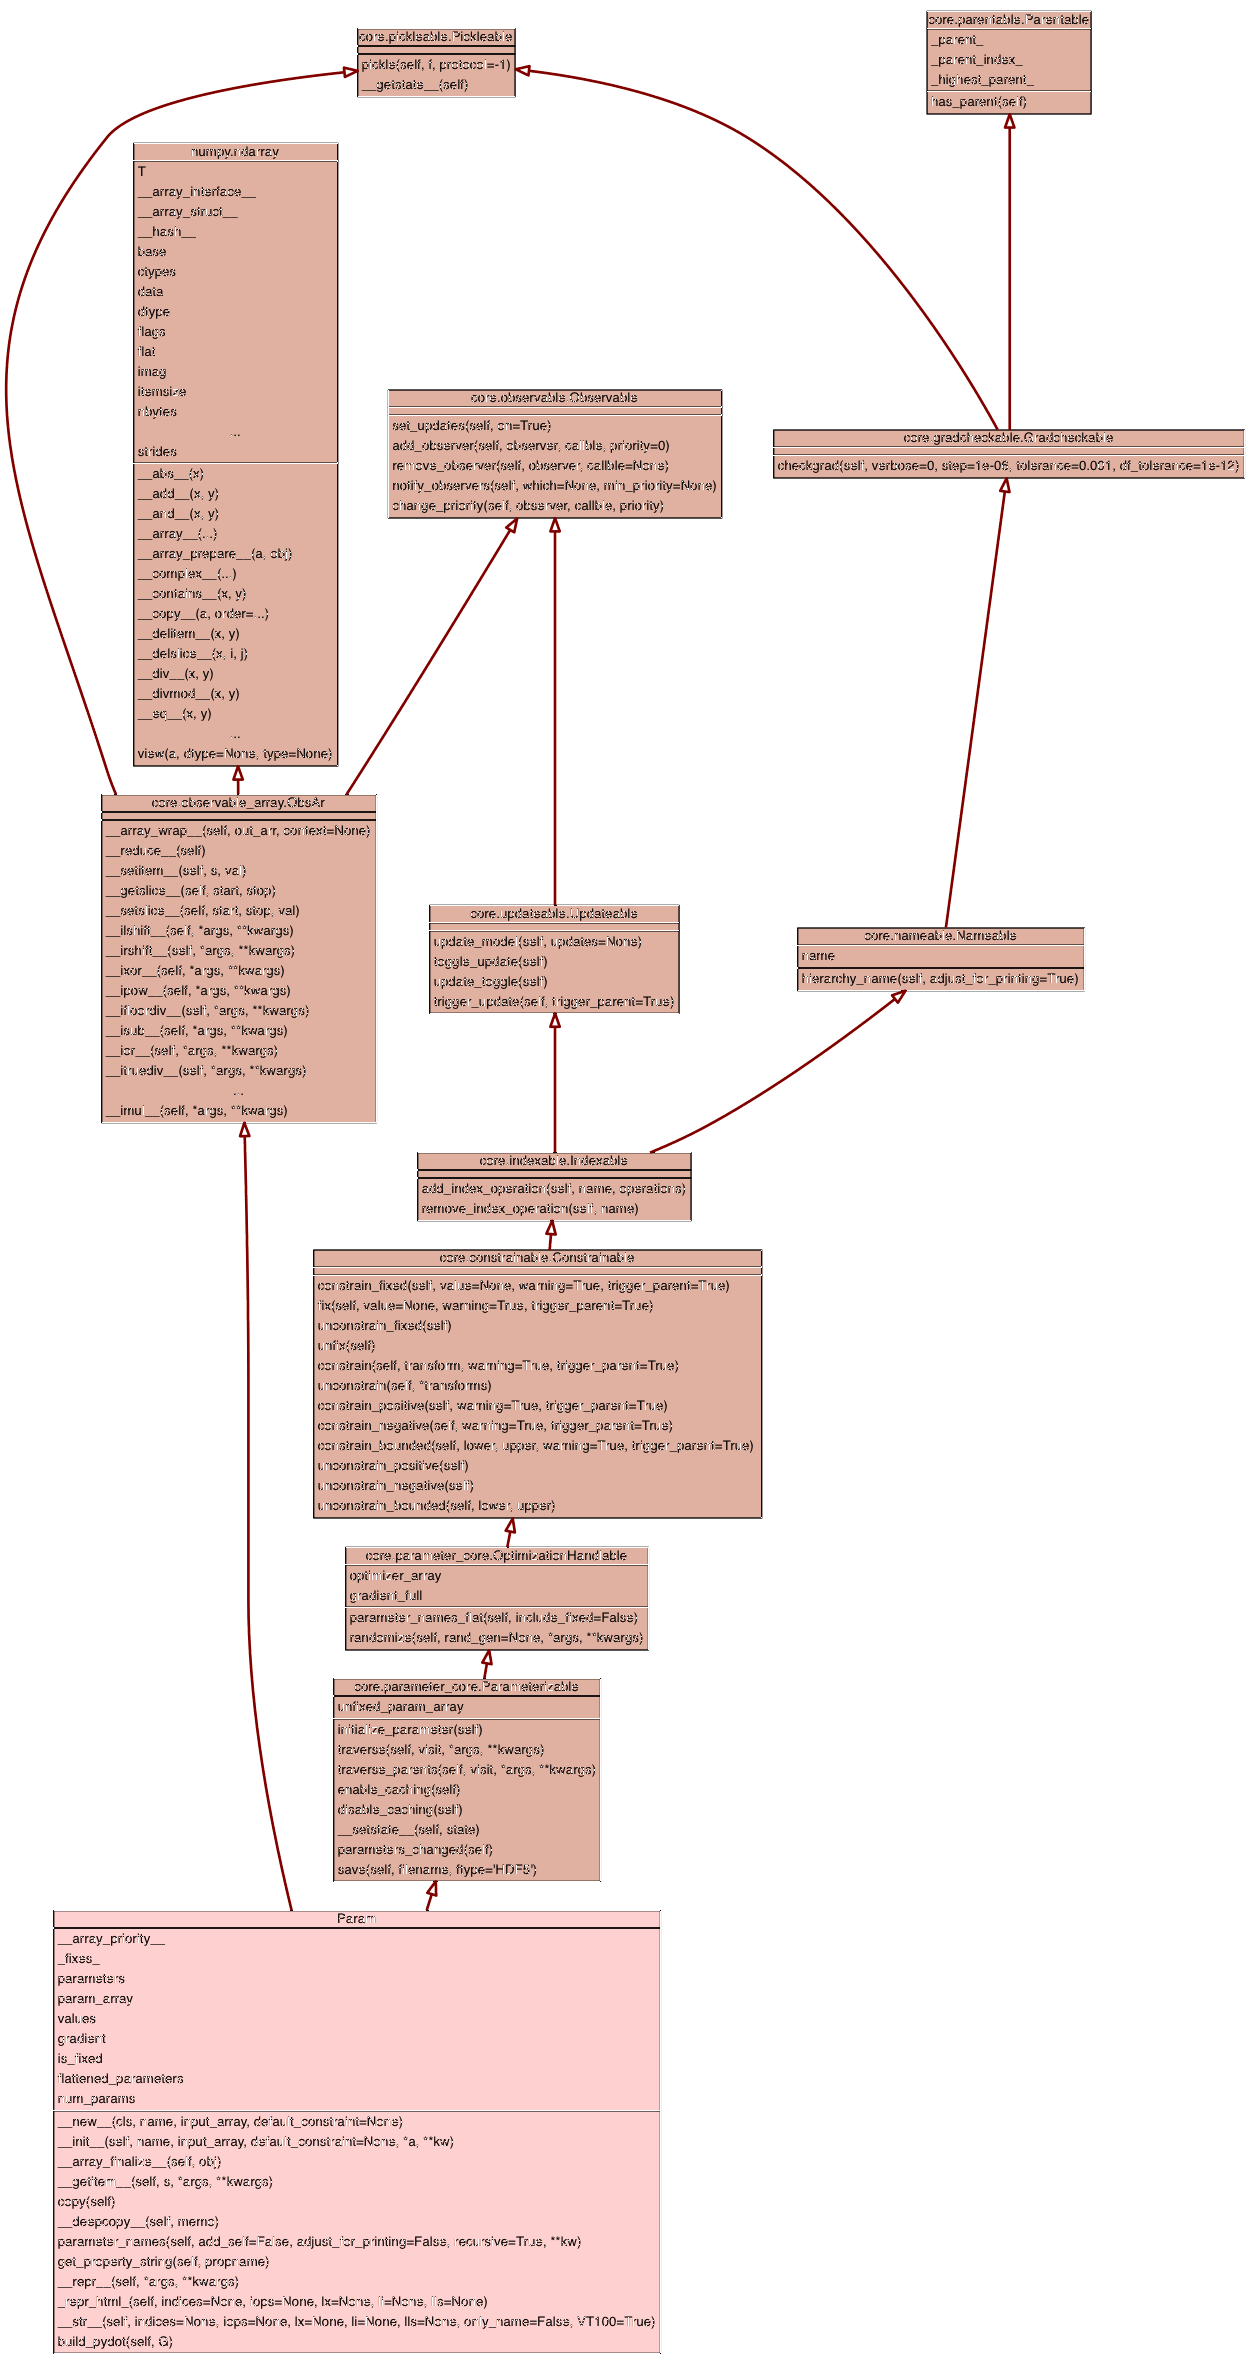 core.pickleable.Pickleable
pickle(self, f, protocol=-1)
__getstate__(self)
core.parentable.Parentable
_parent_
_parent_index_
_highest_parent_
has_parent(self)
numpy.ndarray
T
__array_interface__
__array_struct__
__hash__
base
ctypes
data
dtype
flags
flat
imag
itemsize
nbytes
...
strides
__abs__(x)
__add__(x, y)
__and__(x, y)
__array__(...)
__array_prepare__(a, obj)
__complex__(...)
__contains__(x, y)
__copy__(a, order=...)
__delitem__(x, y)
__delslice__(x, i, j)
__div__(x, y)
__divmod__(x, y)
__eq__(x, y)
...
view(a, dtype=None, type=None)
core.observable.Observable
set_updates(self, on=True)
add_observer(self, observer, callble, priority=0)
remove_observer(self, observer, callble=None)
notify_observers(self, which=None, min_priority=None)
change_priority(self, observer, callble, priority)
core.gradcheckable.Gradcheckable
checkgrad(self, verbose=0, step=1e-06, tolerance=0.001, df_tolerance=1e-12)
core.observable_array.ObsAr
__array_wrap__(self, out_arr, context=None)
__reduce__(self)
__setitem__(self, s, val)
__getslice__(self, start, stop)
__setslice__(self, start, stop, val)
__ilshift__(self, *args, **kwargs)
__irshift__(self, *args, **kwargs)
__ixor__(self, *args, **kwargs)
__ipow__(self, *args, **kwargs)
__ifloordiv__(self, *args, **kwargs)
__isub__(self, *args, **kwargs)
__ior__(self, *args, **kwargs)
__itruediv__(self, *args, **kwargs)
...
__imul__(self, *args, **kwargs)
core.updateable.Updateable
update_model(self, updates=None)
toggle_update(self)
update_toggle(self)
trigger_update(self, trigger_parent=True)
core.nameable.Nameable
name
hierarchy_name(self, adjust_for_printing=True)
core.indexable.Indexable
add_index_operation(self, name, operations)
remove_index_operation(self, name)
core.constrainable.Constrainable
constrain_fixed(self, value=None, warning=True, trigger_parent=True)
fix(self, value=None, warning=True, trigger_parent=True)
unconstrain_fixed(self)
unfix(self)
constrain(self, transform, warning=True, trigger_parent=True)
unconstrain(self, *transforms)
constrain_positive(self, warning=True, trigger_parent=True)
constrain_negative(self, warning=True, trigger_parent=True)
constrain_bounded(self, lower, upper, warning=True, trigger_parent=True)
unconstrain_positive(self)
unconstrain_negative(self)
unconstrain_bounded(self, lower, upper)
core.parameter_core.OptimizationHandlable
optimizer_array
gradient_full
parameter_names_flat(self, include_fixed=False)
randomize(self, rand_gen=None, *args, **kwargs)
core.parameter_core.Parameterizable
unfixed_param_array
initialize_parameter(self)
traverse(self, visit, *args, **kwargs)
traverse_parents(self, visit, *args, **kwargs)
enable_caching(self)
disable_caching(self)
__setstate__(self, state)
parameters_changed(self)
save(self, filename, ftype='HDF5')
Param
__array_priority__
_fixes_
parameters
param_array
values
gradient
is_fixed
flattened_parameters
num_params
__new__(cls, name, input_array, default_constraint=None)
__init__(self, name, input_array, default_constraint=None, *a, **kw)
__array_finalize__(self, obj)
__getitem__(self, s, *args, **kwargs)
copy(self)
__deepcopy__(self, memo)
parameter_names(self, add_self=False, adjust_for_printing=False, recursive=True, **kw)
get_property_string(self, propname)
__repr__(self, *args, **kwargs)
_repr_html_(self, indices=None, iops=None, lx=None, li=None, lls=None)
__str__(self, indices=None, iops=None, lx=None, li=None, lls=None, only_name=False, VT100=True)
build_pydot(self, G)